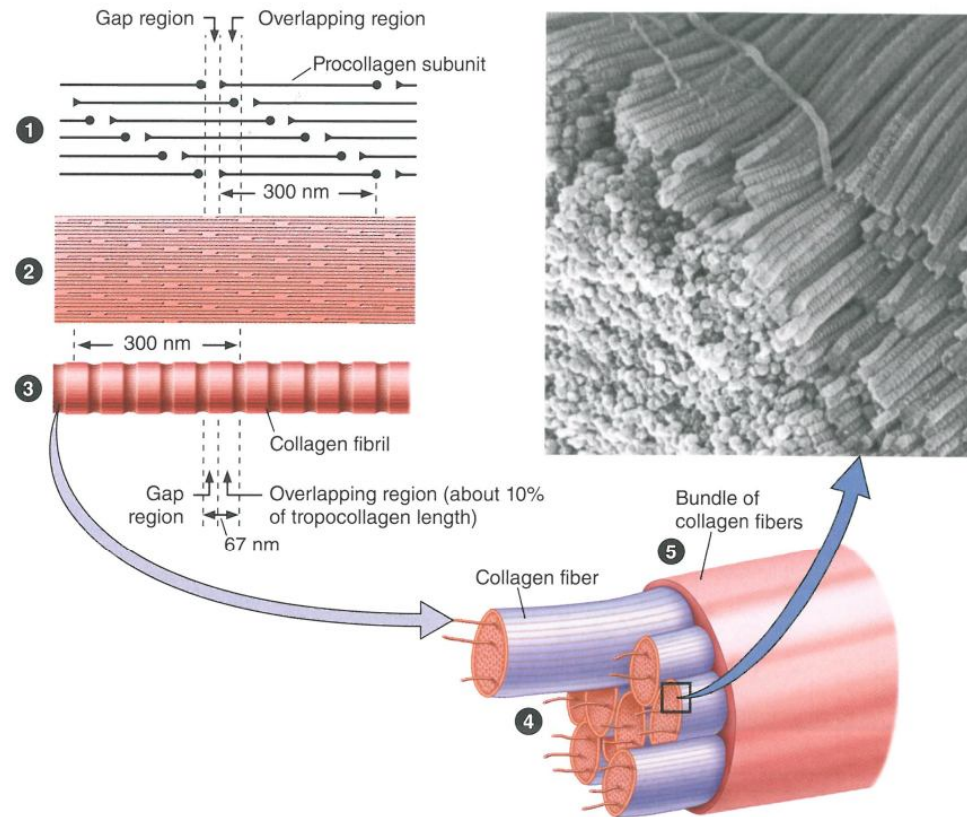 Gap region
Overlapping region
Procollagen subunit
1
300 nm
2
300 nm
3
Collagen fibril
Gap
region
Overlapping region (about 10%
of tropocollagen length)
67 nm
Bundle of
collagen fibers
5
Collagen fiber
4